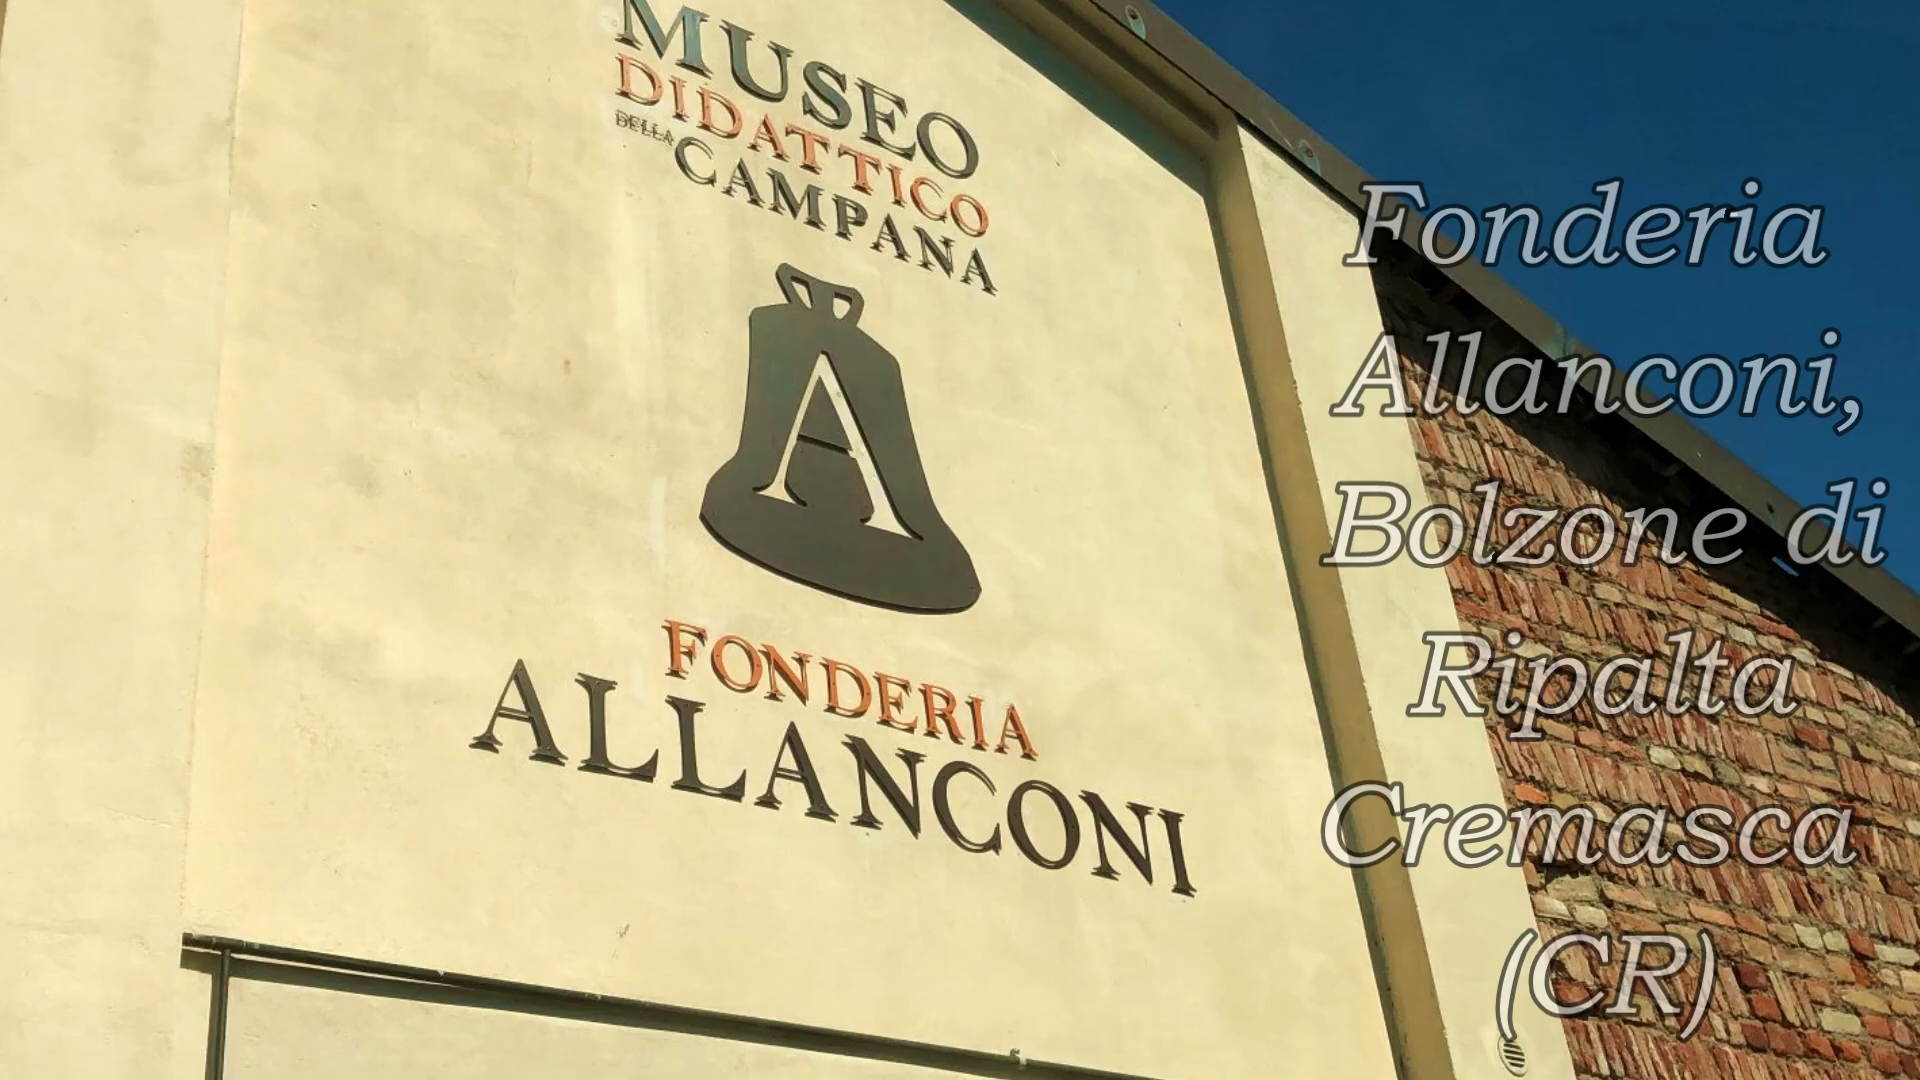 MUSEO
DIDATTICO
DELLA CAMPANA
A
FONDERIA
ALLANCONI
Fonderia
Allanconi,
Bolzone di
Ripalta
Cremasca
(CR)